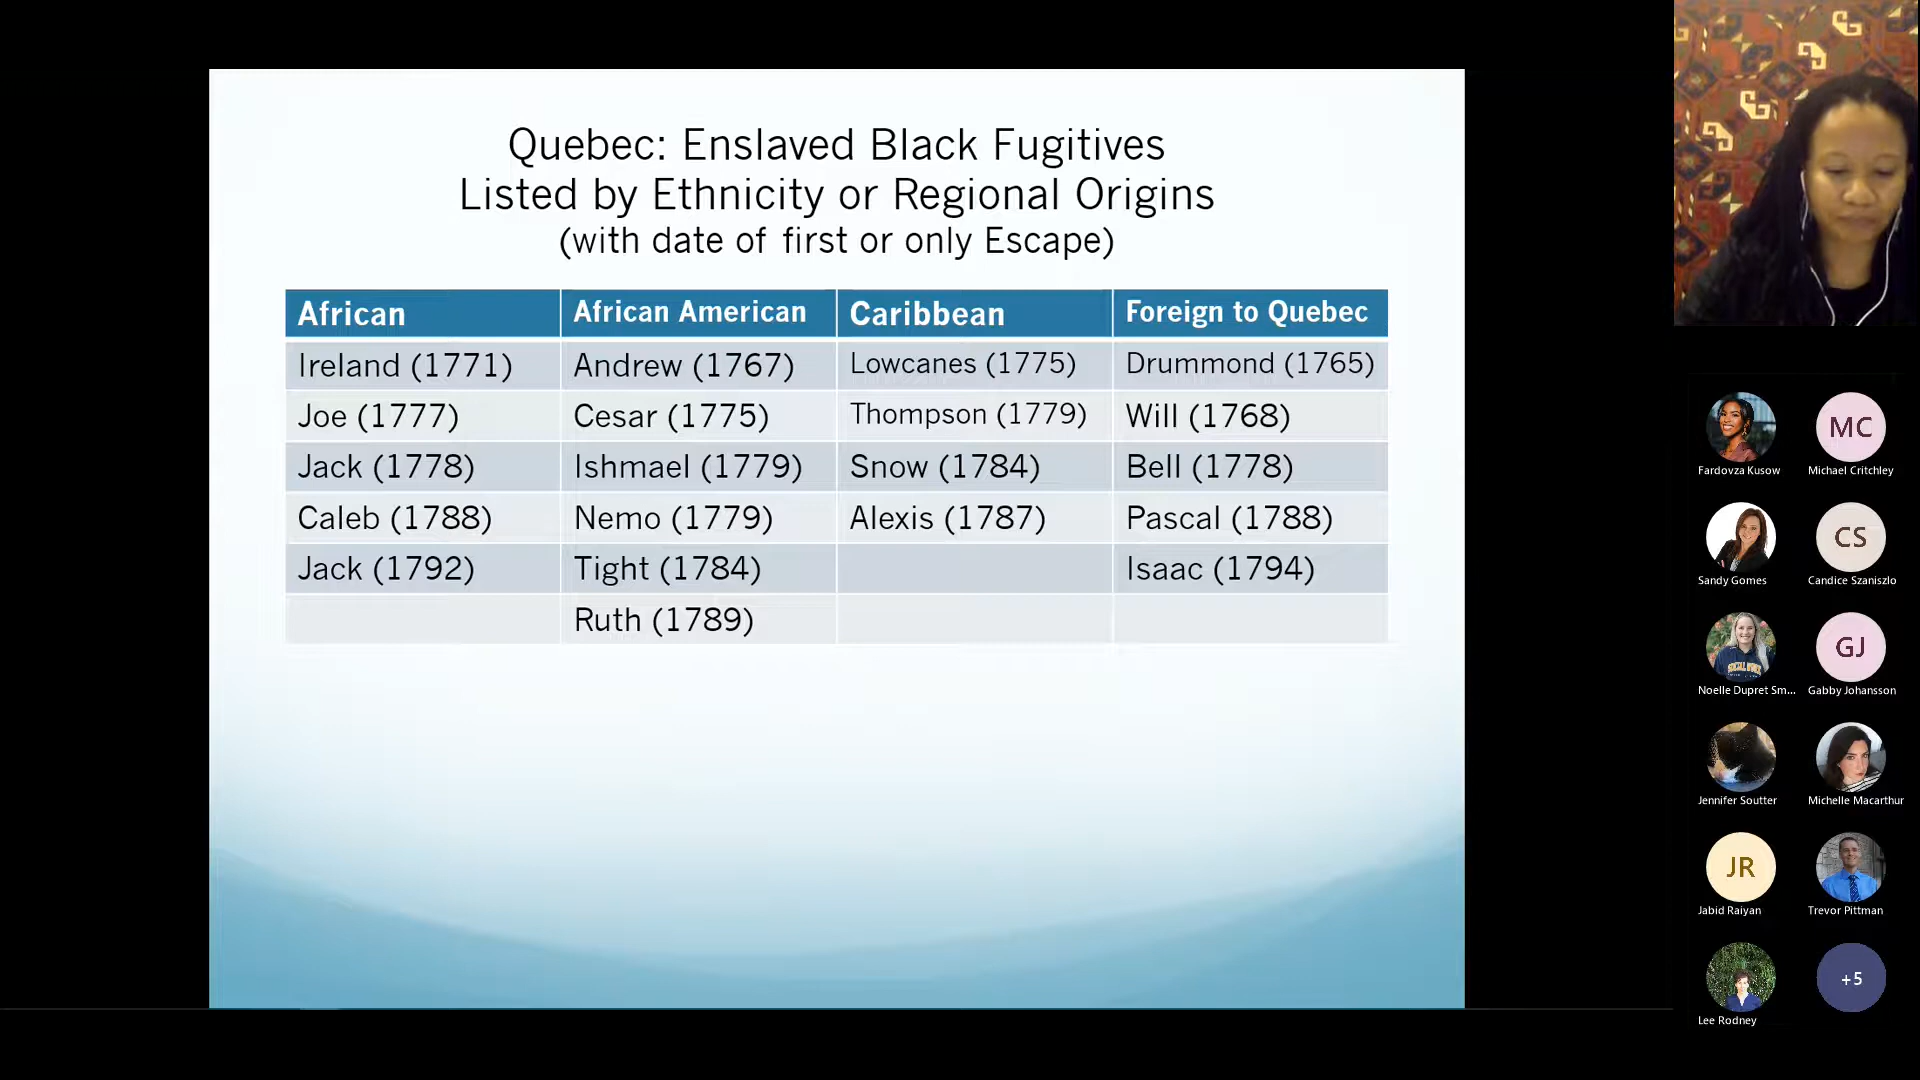 Quebec: Enslaved Black Fugitives
Listed by Ethnicity or Regional Origins
(with date of first or only Escape)
African African American Caribbean Foreign to Quebec
Ireland (1771) Andrew (1767) Lowcanes (1775) Drummond (1765)
Joe (1777) Cesar (1775) Thompson (1779) Will (1768)
Jack (1778) Ishmael (1779) Snow (1784) Bell (1778)
Caleb (1788) Nemo (1779) Alexis (1787) Pascal (1788)
Jack (1792) Tight (1784) Isaac (1794)
Ruth (1789)
MC
Fardovza Kusow Michael Critchley
CS
Sandy Gomes Candice Szaniszlo
GJ
Noelle Dupret Sm... Gabby Johansson
Jennifer Soutter Michelle Macarthur
JR
Jabid Raiyan Trevor Pittman
+5
Lee Rodney